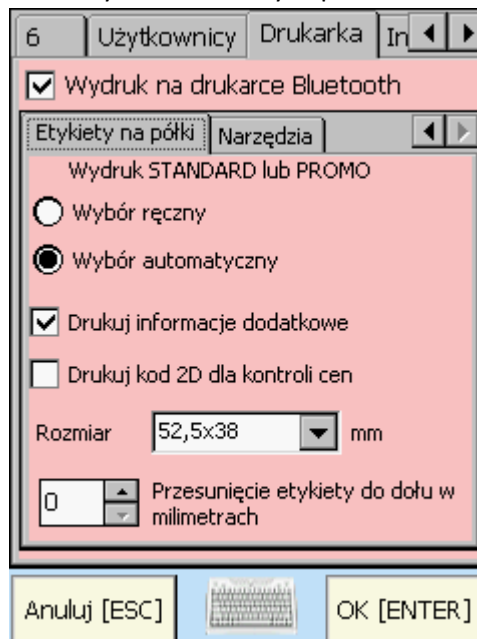 6 Użytkownicy Drukarka In
Wydruk na drukarce Bluetooth
Etykiety na półki Narzędzia
Wydruk STANDARD lub PROMO
Wybór ręczny
Wybór automatyczny
Drukuj informacje dodatkowe
Drukuj kod 2D dla kontroli cen
Rozmiar 52,5x38 mm
0 Przesunięcie etykiety do dołu w
milimetrach
Anuluj [ESC] OK [ENTER]